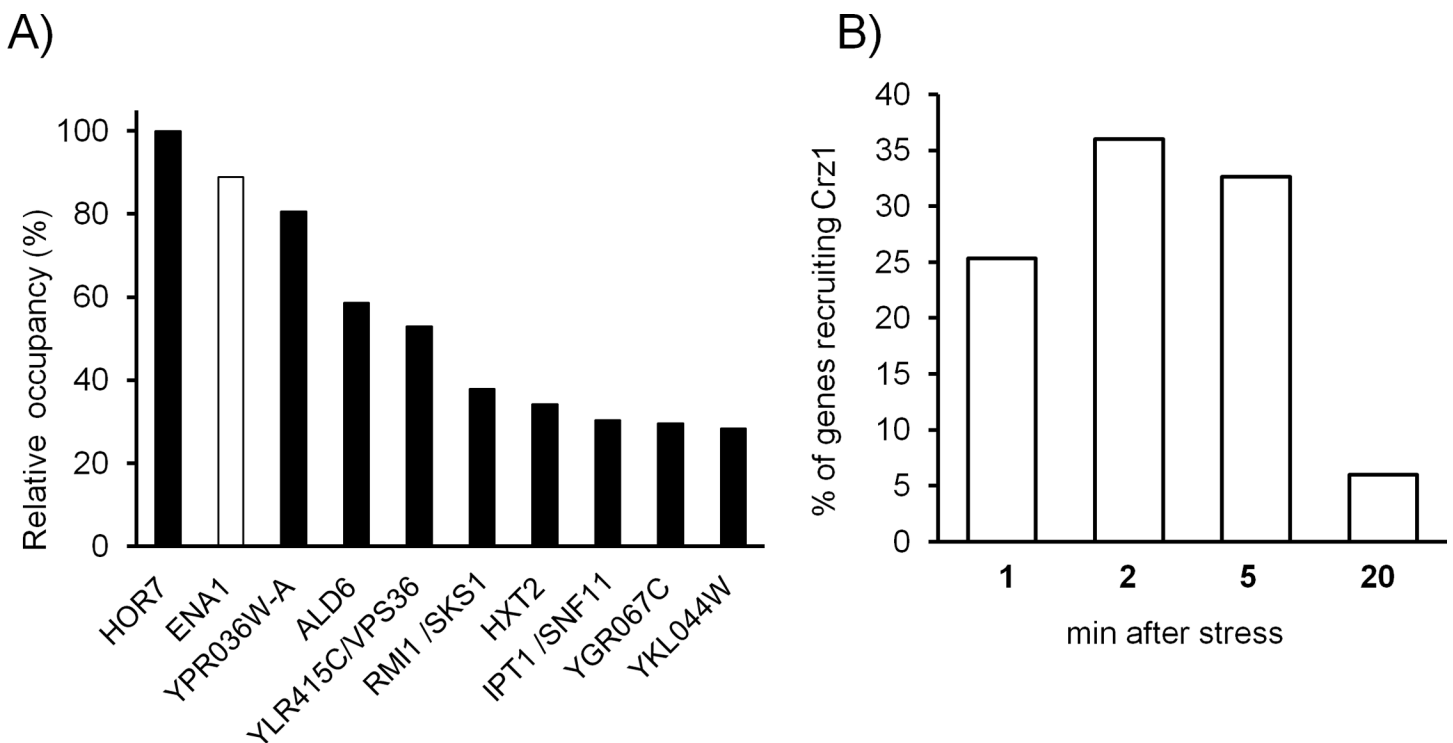 A)
Relative occupancy (%)
100
80
60
40
20
0
HOR7
ENA1
YPR036W-A
ALD6
YLR415C/VPS36
RMI1 /SKS1
HXT2
IPT1 /SNF11
YGR067C
YKL044W
B)
% of genes recruiting Crz1
40
35
30
25
20
15
10
5
0
1 2 5 20
min after stress